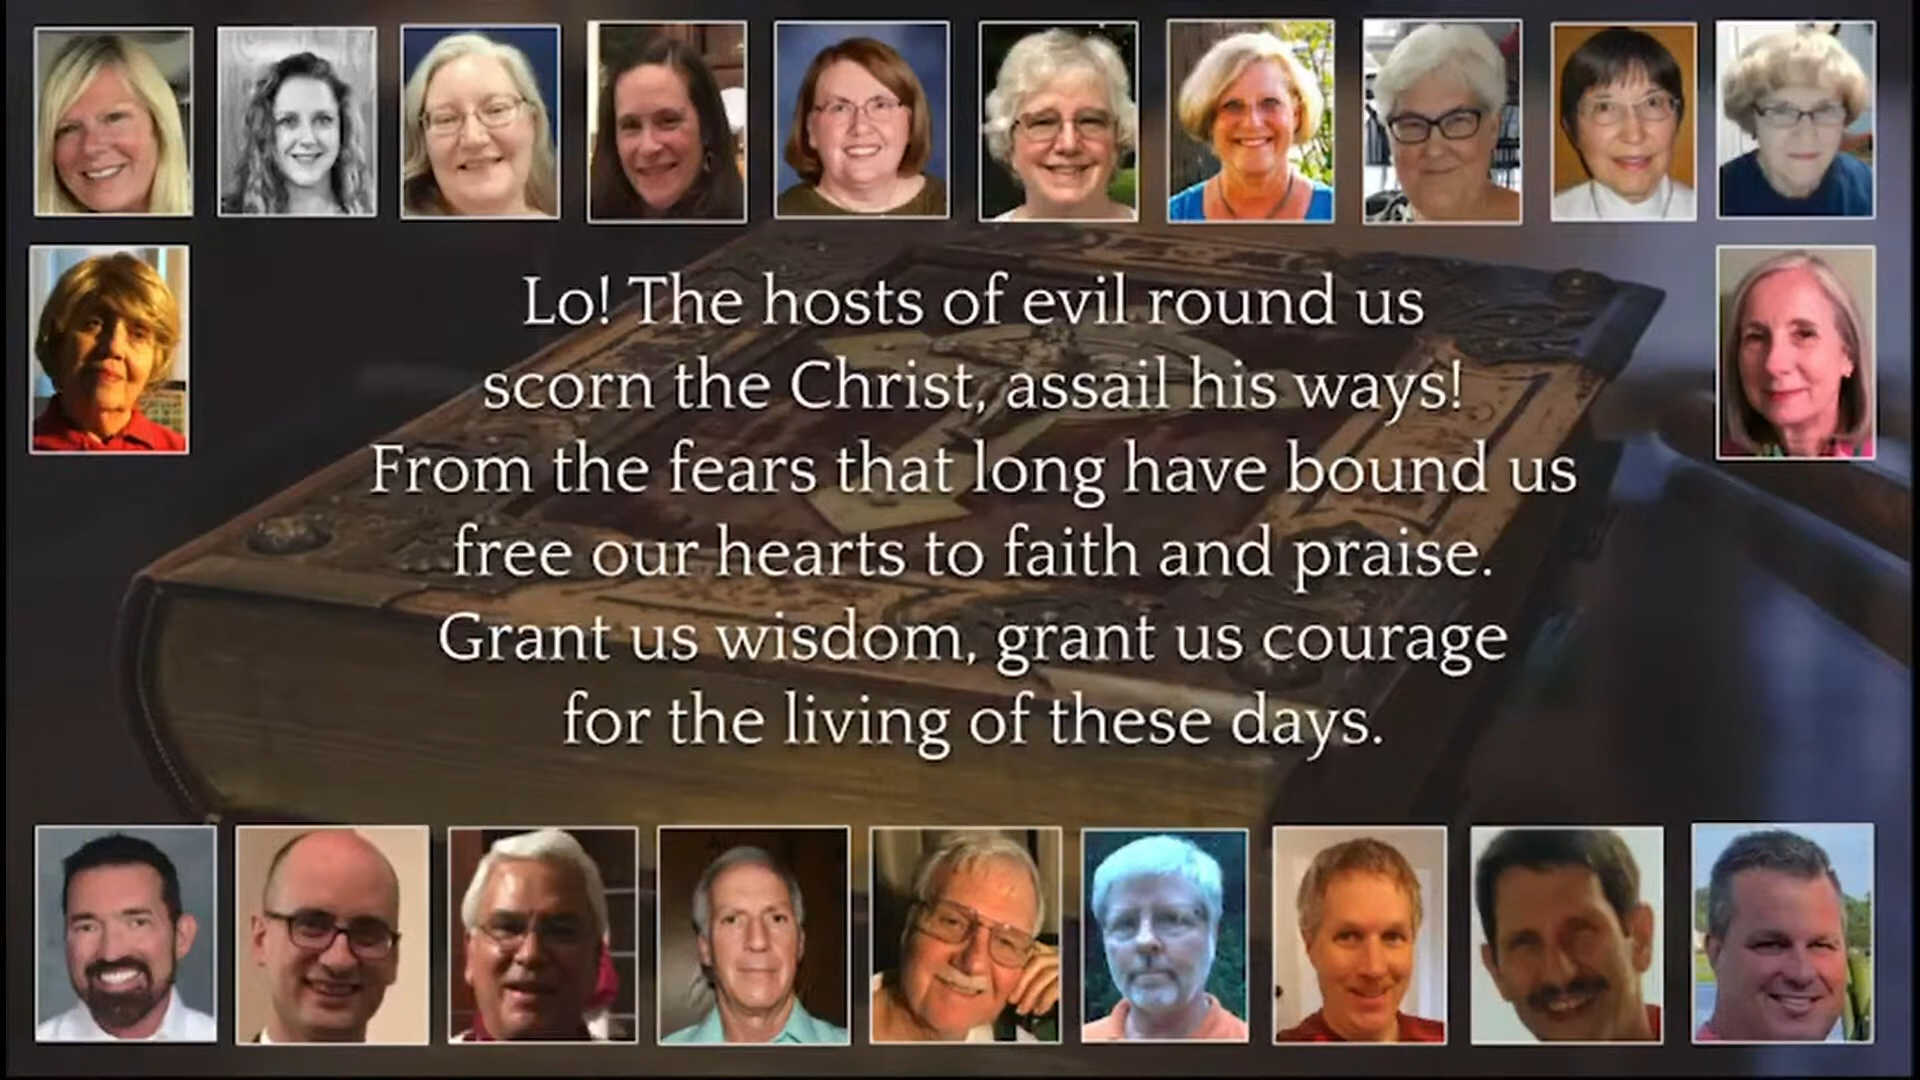 Lo! The hosts of evil round us
scorn the Christ, assail his ways!
From the fears that long have bound us
free our hearts to faith and praise.
Grant us wisdom, grant us courage
for the living of these days.